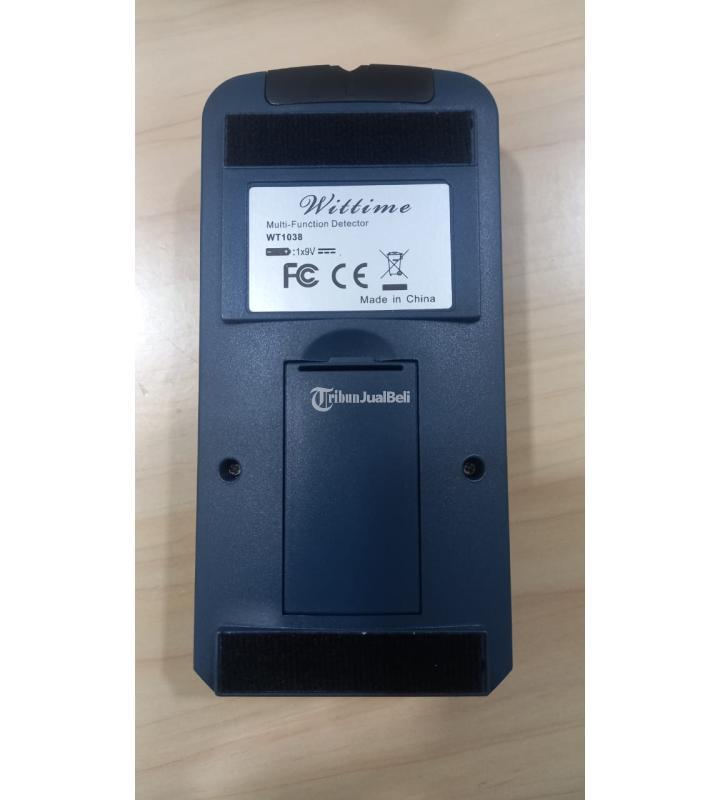 Wittime
Multi-Function Detector
WT1038
:1x9V
FC CE
Made in China
TribunJualBeli